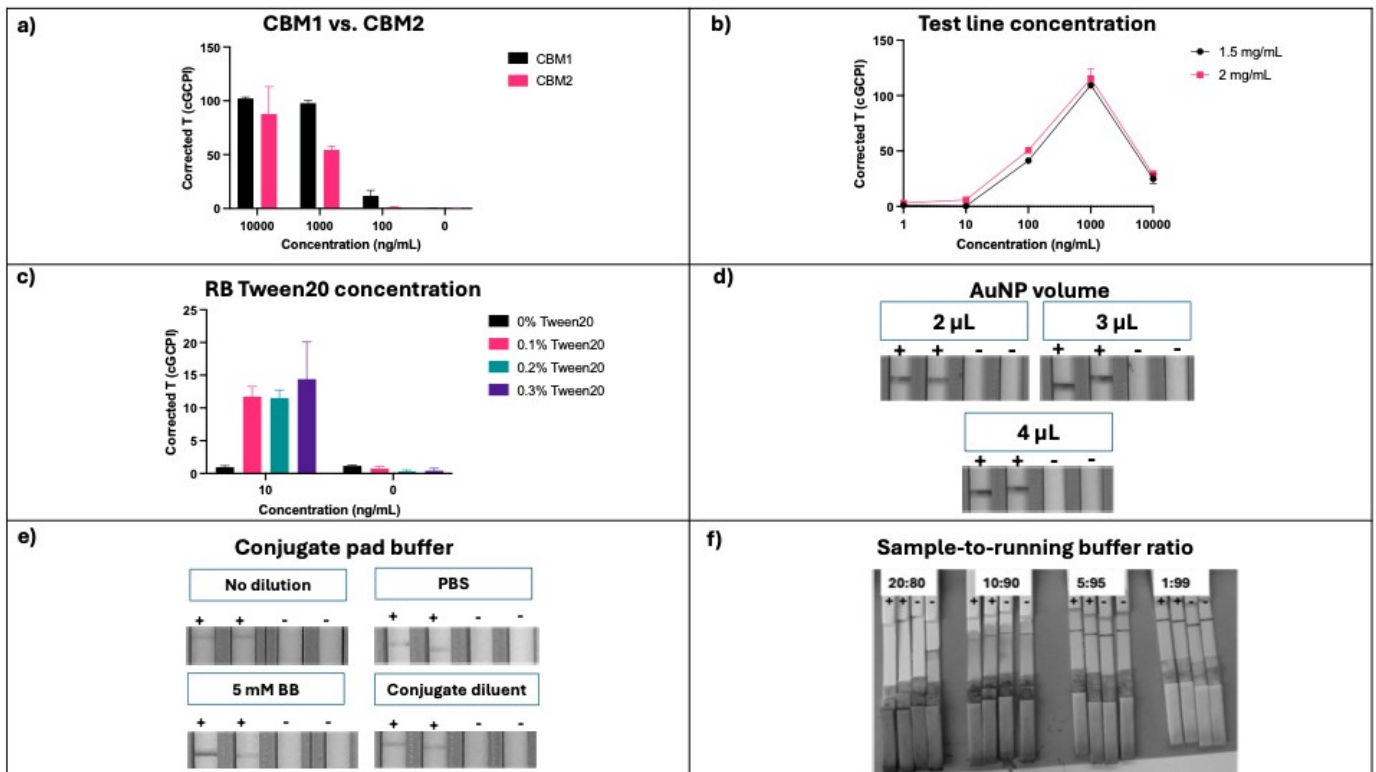 a)
CBM1 vs. CBM2
150
100
50
0
Corrected T (cGCPI)
10000 1000 100 0
Concentration (ng/mL)
CBM1
CBM2
b)
Test line concentration
150
100
50
0
Corrected T (cGCPI)
1 10 100 1000 10000
Concentration (ng/mL)
1.5 mg/mL
2 mg/mL
c)
RB Tween20 concentration
25
20
15
10
5
0
Corrected T (cGCPI)
10 0
Concentration (ng/mL)
0% Tween20
0.1% Tween20
0.2% Tween20
0.3% Tween20
d)
AuNP volume
2 µL 3 µL
+ + - - + + - -
4 µL
+ + - -
e)
Conjugate pad buffer
No dilution PBS
+ + - - + + - -
5 mM BB Conjugate diluent
+ + - - + + - -
f)
Sample-to-running buffer ratio
20:80 10:90 5:95 1:99
+ + - - + + - - + + - - + + - -